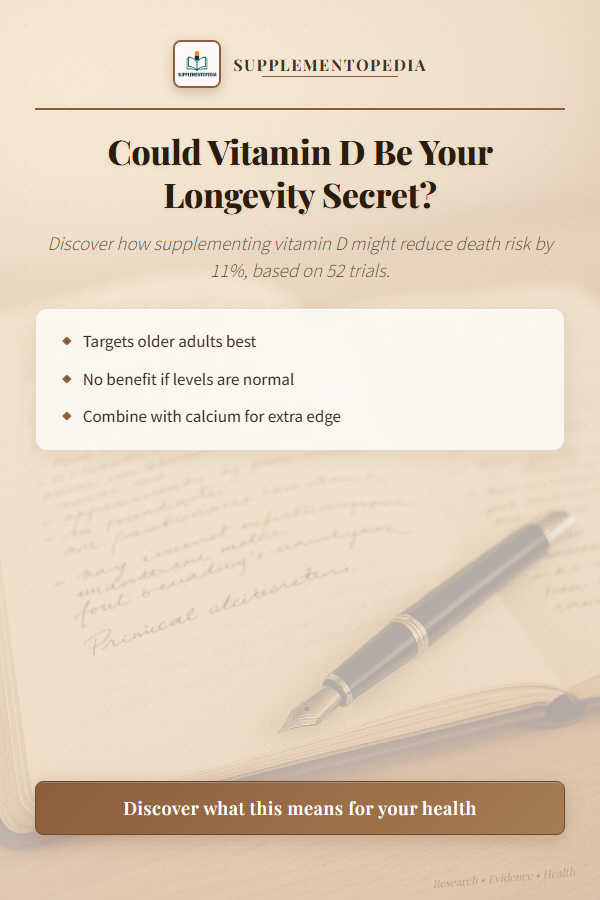 SUPPLEMENTOPEDIA
SUPPLEMENTOPEDIA
Could Vitamin D Be Your
Longevity Secret?
Discover how supplementing vitamin D might reduce death risk by
11%, based on 52 trials.
Targets older adults best
No benefit if levels are normal
Combine with calcium for extra edge
Discover what this means for your health
Research • Evidence • Health